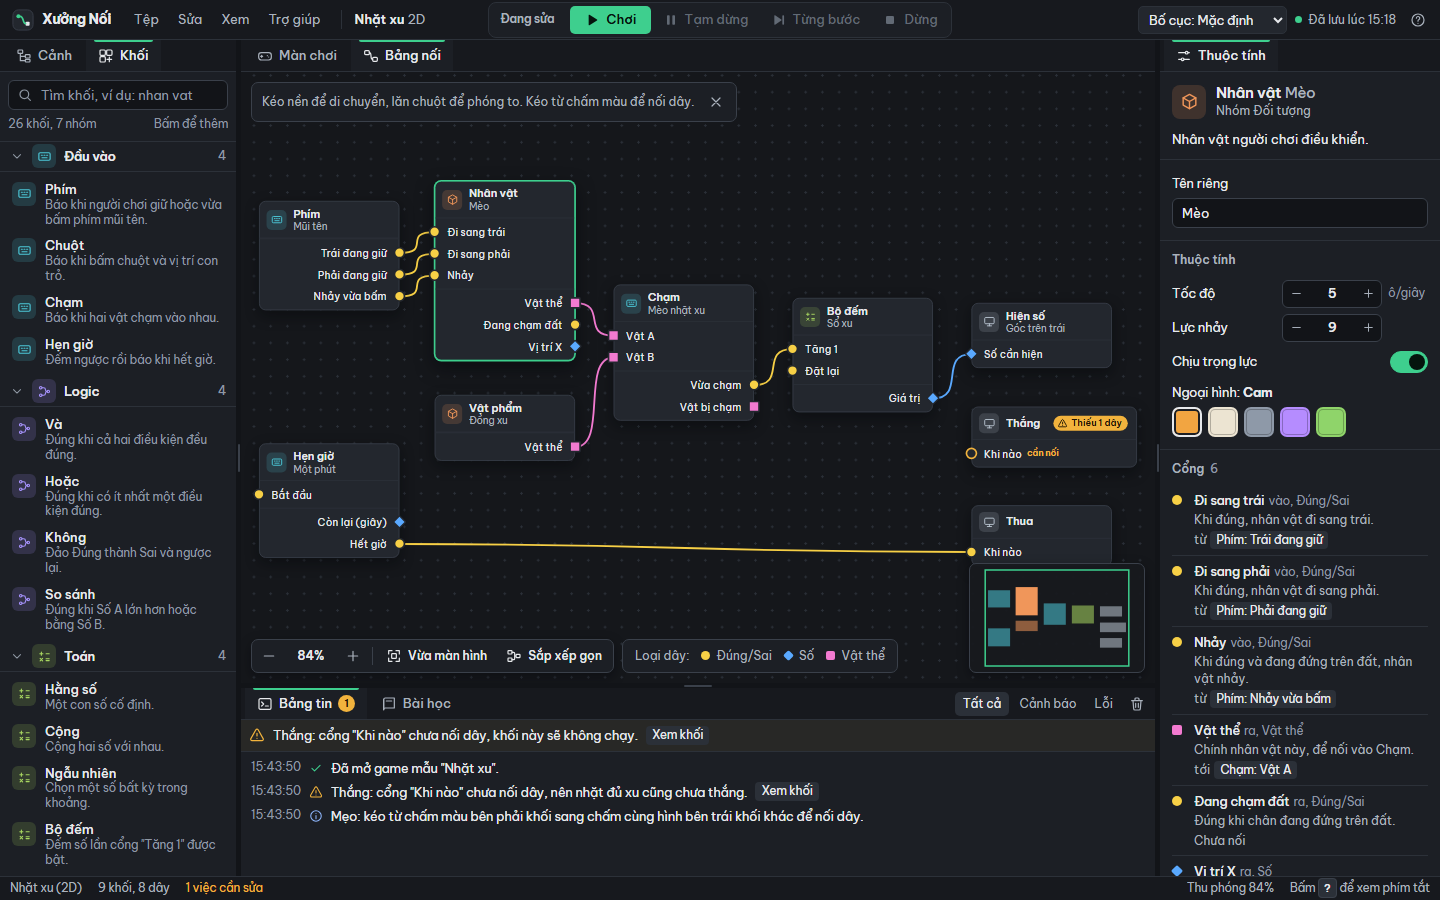 Xưởng Nối
Tệp
Sửa
Xem
Trợ giúp
Nhặt xu 2D
Đang sửa
Chơi
Tạm dừng
Từng bước
Dừng
Bố cục: Mặc định
Đã lưu lúc 15:18
Cảnh
Khối
Tìm khối, ví dụ: nhan vat
26 khối, 7 nhóm
Bấm để thêm
Đầu vào
4
Phím
Báo khi người chơi giữ hoặc vừa
bấm phím mũi tên.
Chuột
Báo khi bấm chuột và vị trí con
trỏ.
Chạm
Báo khi hai vật chạm vào nhau.
Hẹn giờ
Đếm ngược rồi báo khi hết giờ.
Logic
4
Và
Đúng khi cả hai điều kiện đều
đúng.
Hoặc
Đúng khi có ít nhất một điều
kiện đúng.
Không
Đảo Đúng thành Sai và ngược
lại.
So sánh
Đúng khi Số A lớn hơn hoặc
bằng Số B.
Toán
4
Hằng số
Một con số cố định.
Cộng
Cộng hai số với nhau.
Ngẫu nhiên
Chọn một số bất kỳ trong
khoảng.
Bộ đếm
Đếm số lần cổng "Tăng 1" được
bật.
Màn chơi
Bảng nối
Kéo nền để di chuyển, lăn chuột để phóng to. Kéo từ chấm màu để nối dây.
Phím
Mũi tên
Trái đang giữ
Phải đang giữ
Nhảy vừa bấm
Nhân vật
Mèo
Đi sang trái
Đi sang phải
Nhảy
Vật thể
Đang chạm đất
Vị trí X
Vật phẩm
Đồng xu
Vật thể
Hẹn giờ
Một phút
Bắt đầu
Còn lại (giây)
Hết giờ
Chạm
Mèo nhặt xu
Vật A
Vật B
Vừa chạm
Vật bị chạm
Bộ đếm
Số xu
Tăng 1
Đặt lại
Giá trị
Hiện số
Góc trên trái
Số cần hiện
Thắng
Thiếu 1 dây
Khi nào cần nối
Thua
Khi nào
84%
Vừa màn hình
Sắp xếp gọn
Loại dây:
Đúng/Sai
Số
Vật thể
Bảng tin 1
Bài học
Tất cả
Cảnh báo
Lỗi
Thắng: cổng "Khi nào" chưa nối dây, khối này sẽ không chạy.
Xem khối
15:43:50 Đã mở game mẫu "Nhặt xu".
15:43:50 Thắng: cổng "Khi nào" chưa nối dây, nên nhặt đủ xu cũng chưa thắng. Xem khối
15:43:50 Mẹo: kéo từ chấm màu bên phải khối sang chấm cùng hình bên trái khối khác để nối dây.
Thuộc tính
Nhân vật Mèo
Nhóm Đối tượng
Nhân vật người chơi điều khiển.
Tên riêng
Mèo
Thuộc tính
Tốc độ
5
ô/giây
Lực nhảy
9
Chịu trọng lực
Ngoại hình: Cam
Cổng 6
Đi sang trái vào, Đúng/Sai
Khi đúng, nhân vật đi sang trái.
từ Phím: Trái đang giữ
Đi sang phải vào, Đúng/Sai
Khi đúng, nhân vật đi sang phải.
từ Phím: Phải đang giữ
Nhảy vào, Đúng/Sai
Khi đúng và đang đứng trên đất, nhân
vật nhảy.
từ Phím: Nhảy vừa bấm
Vật thể ra, Vật thể
Chính nhân vật này, để nối vào Chạm.
tới Chạm: Vật A
Đang chạm đất ra, Đúng/Sai
Đúng khi chân đang đứng trên đất.
Chưa nối
Vị trí X ra, Số
Nhặt xu (2D)
9 khối, 8 dây
1 việc cần sửa
Thu phóng 84%
Bấm ? để xem phím tắt